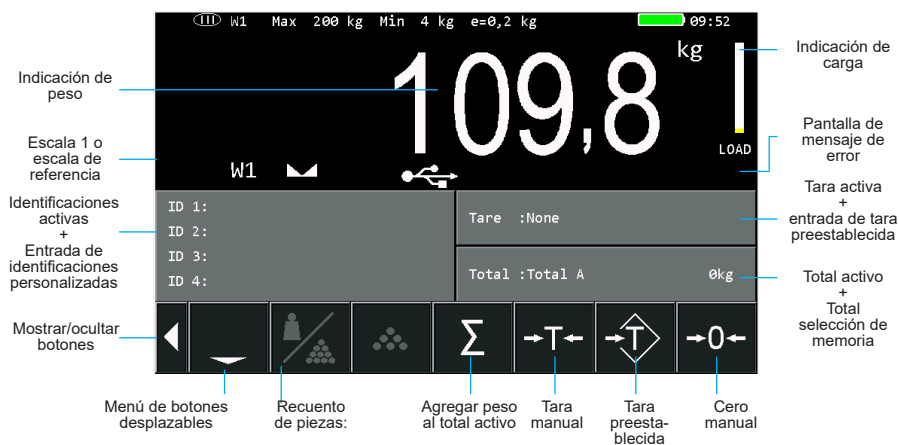 III W1 Max 200 kg Min 4 kg e=0,2 kg 09:52
kg
109,8
LOAD
W1
ID 1:
ID 2:
ID 3:
ID 4:
Tare :None
Total :Total A 0kg
Σ
→T←
→T←
→0←
Indicación de
peso
Escala 1 o
escala de
referencia
Identificaciones
activas
+
Entrada de
identificaciones
personalizadas
Mostrar/ocultar
botones
Indicación de
carga
Pantalla de
mensaje de
error
Tara activa
+
entrada de tara
preestablecida
Total activo
+
Total
selección de
memoria
Menú de botones
desplazables
Recuento
de piezas:
Agregar peso
al total activo
Tara
manual
Tara
preesta-
blecida
Cero
manual